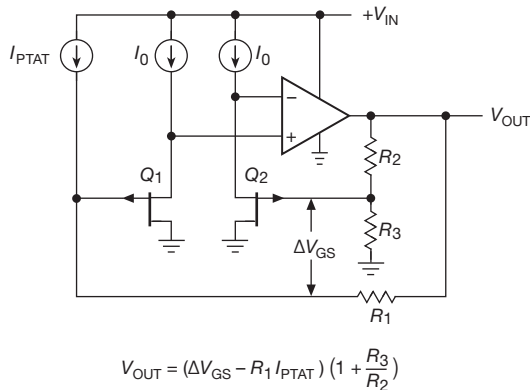 +V_IN
I_PTAT I_0 I_0
− V_OUT
+ R_2
Q_1 Q_2
R_3
ΔV_GS
R_1
V_OUT = (ΔV_GS − R_1 I_PTAT) (1 + R_3/R_2)